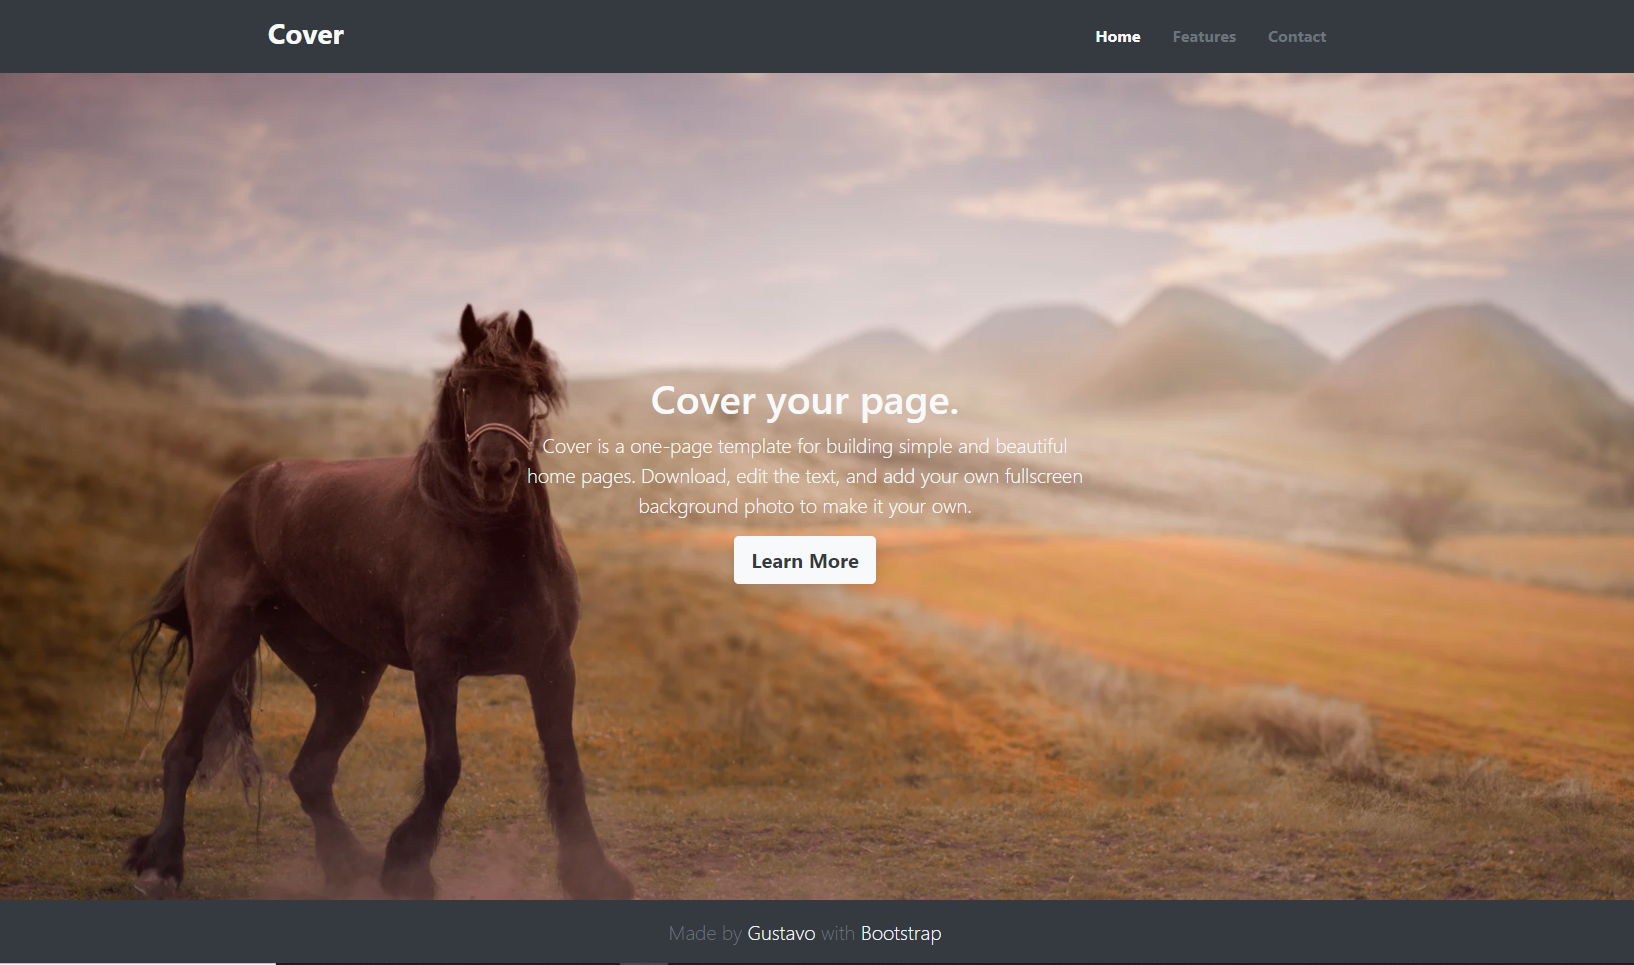 Cover
Home Features Contact
Cover your page.
Cover is a one-page template for building simple and beautiful
home pages. Download, edit the text, and add your own fullscreen
background photo to make it your own.
Learn More
Made by Gustavo with Bootstrap